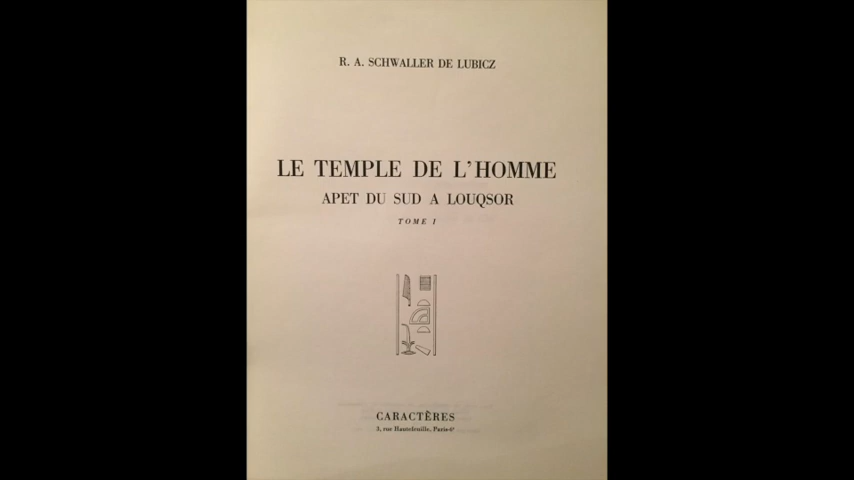 R. A. SCHWALLER DE LUBICZ
LE TEMPLE DE L'HOMME
APET DU SUD A LOUQSOR
TOME I
CARACTÈRES
3, rue Hautefeuille, Paris-6ᵉ